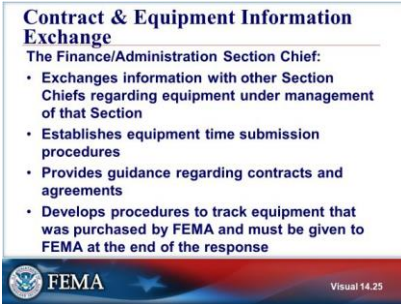 Contract & Equipment Information
Exchange
The Finance/Administration Section Chief:
• Exchanges information with other Section
Chiefs regarding equipment under management
of that Section
• Establishes equipment time submission
procedures
• Provides guidance regarding contracts and
agreements
• Develops procedures to track equipment that
was purchased by FEMA and must be given to
FEMA at the end of the response
FEMA
Visual 14.25